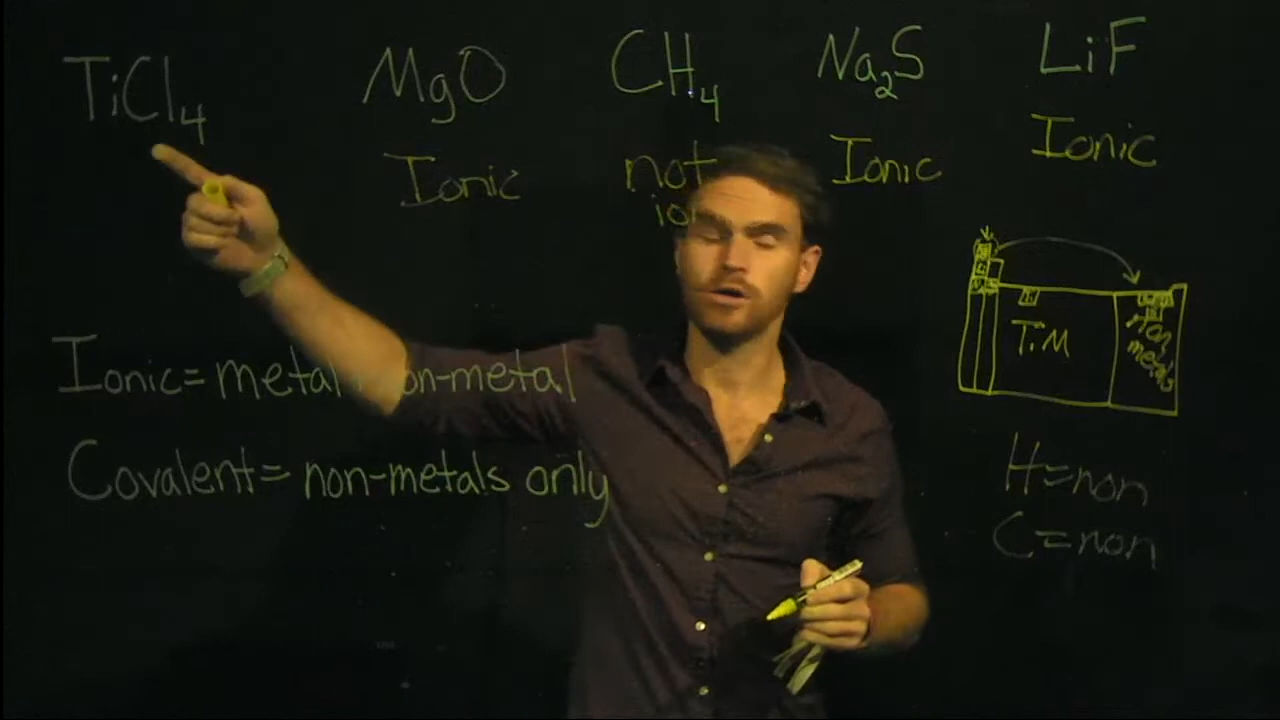 TiCl4
MgO
CH4
Na2S
LiF
Ionic
not
Ionic
Ionic
TiM
Non
metals
Ionic = metal + non-metal
Covalent = non-metals only
H = non
C = non